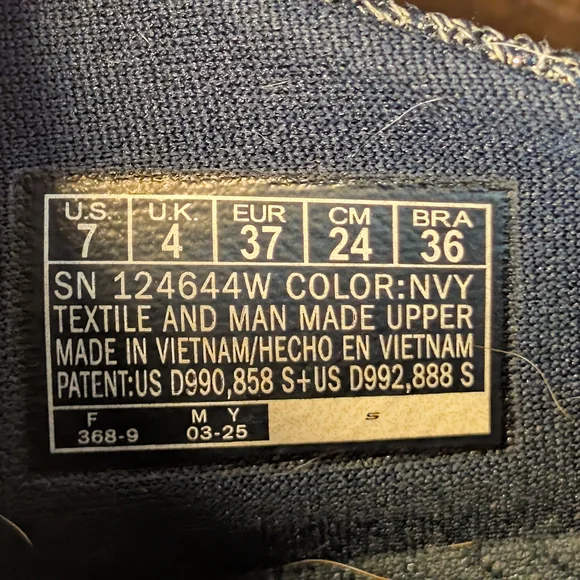 U.S. U.K. EUR CM BRA
7 4 37 24 36
SN 124644W COLOR:NVY
TEXTILE AND MAN MADE UPPER
MADE IN VIETNAM/HECHO EN VIETNAM
PATENT:US D990,858 S+US D992,888 S
F M Y S
368-9 03-25